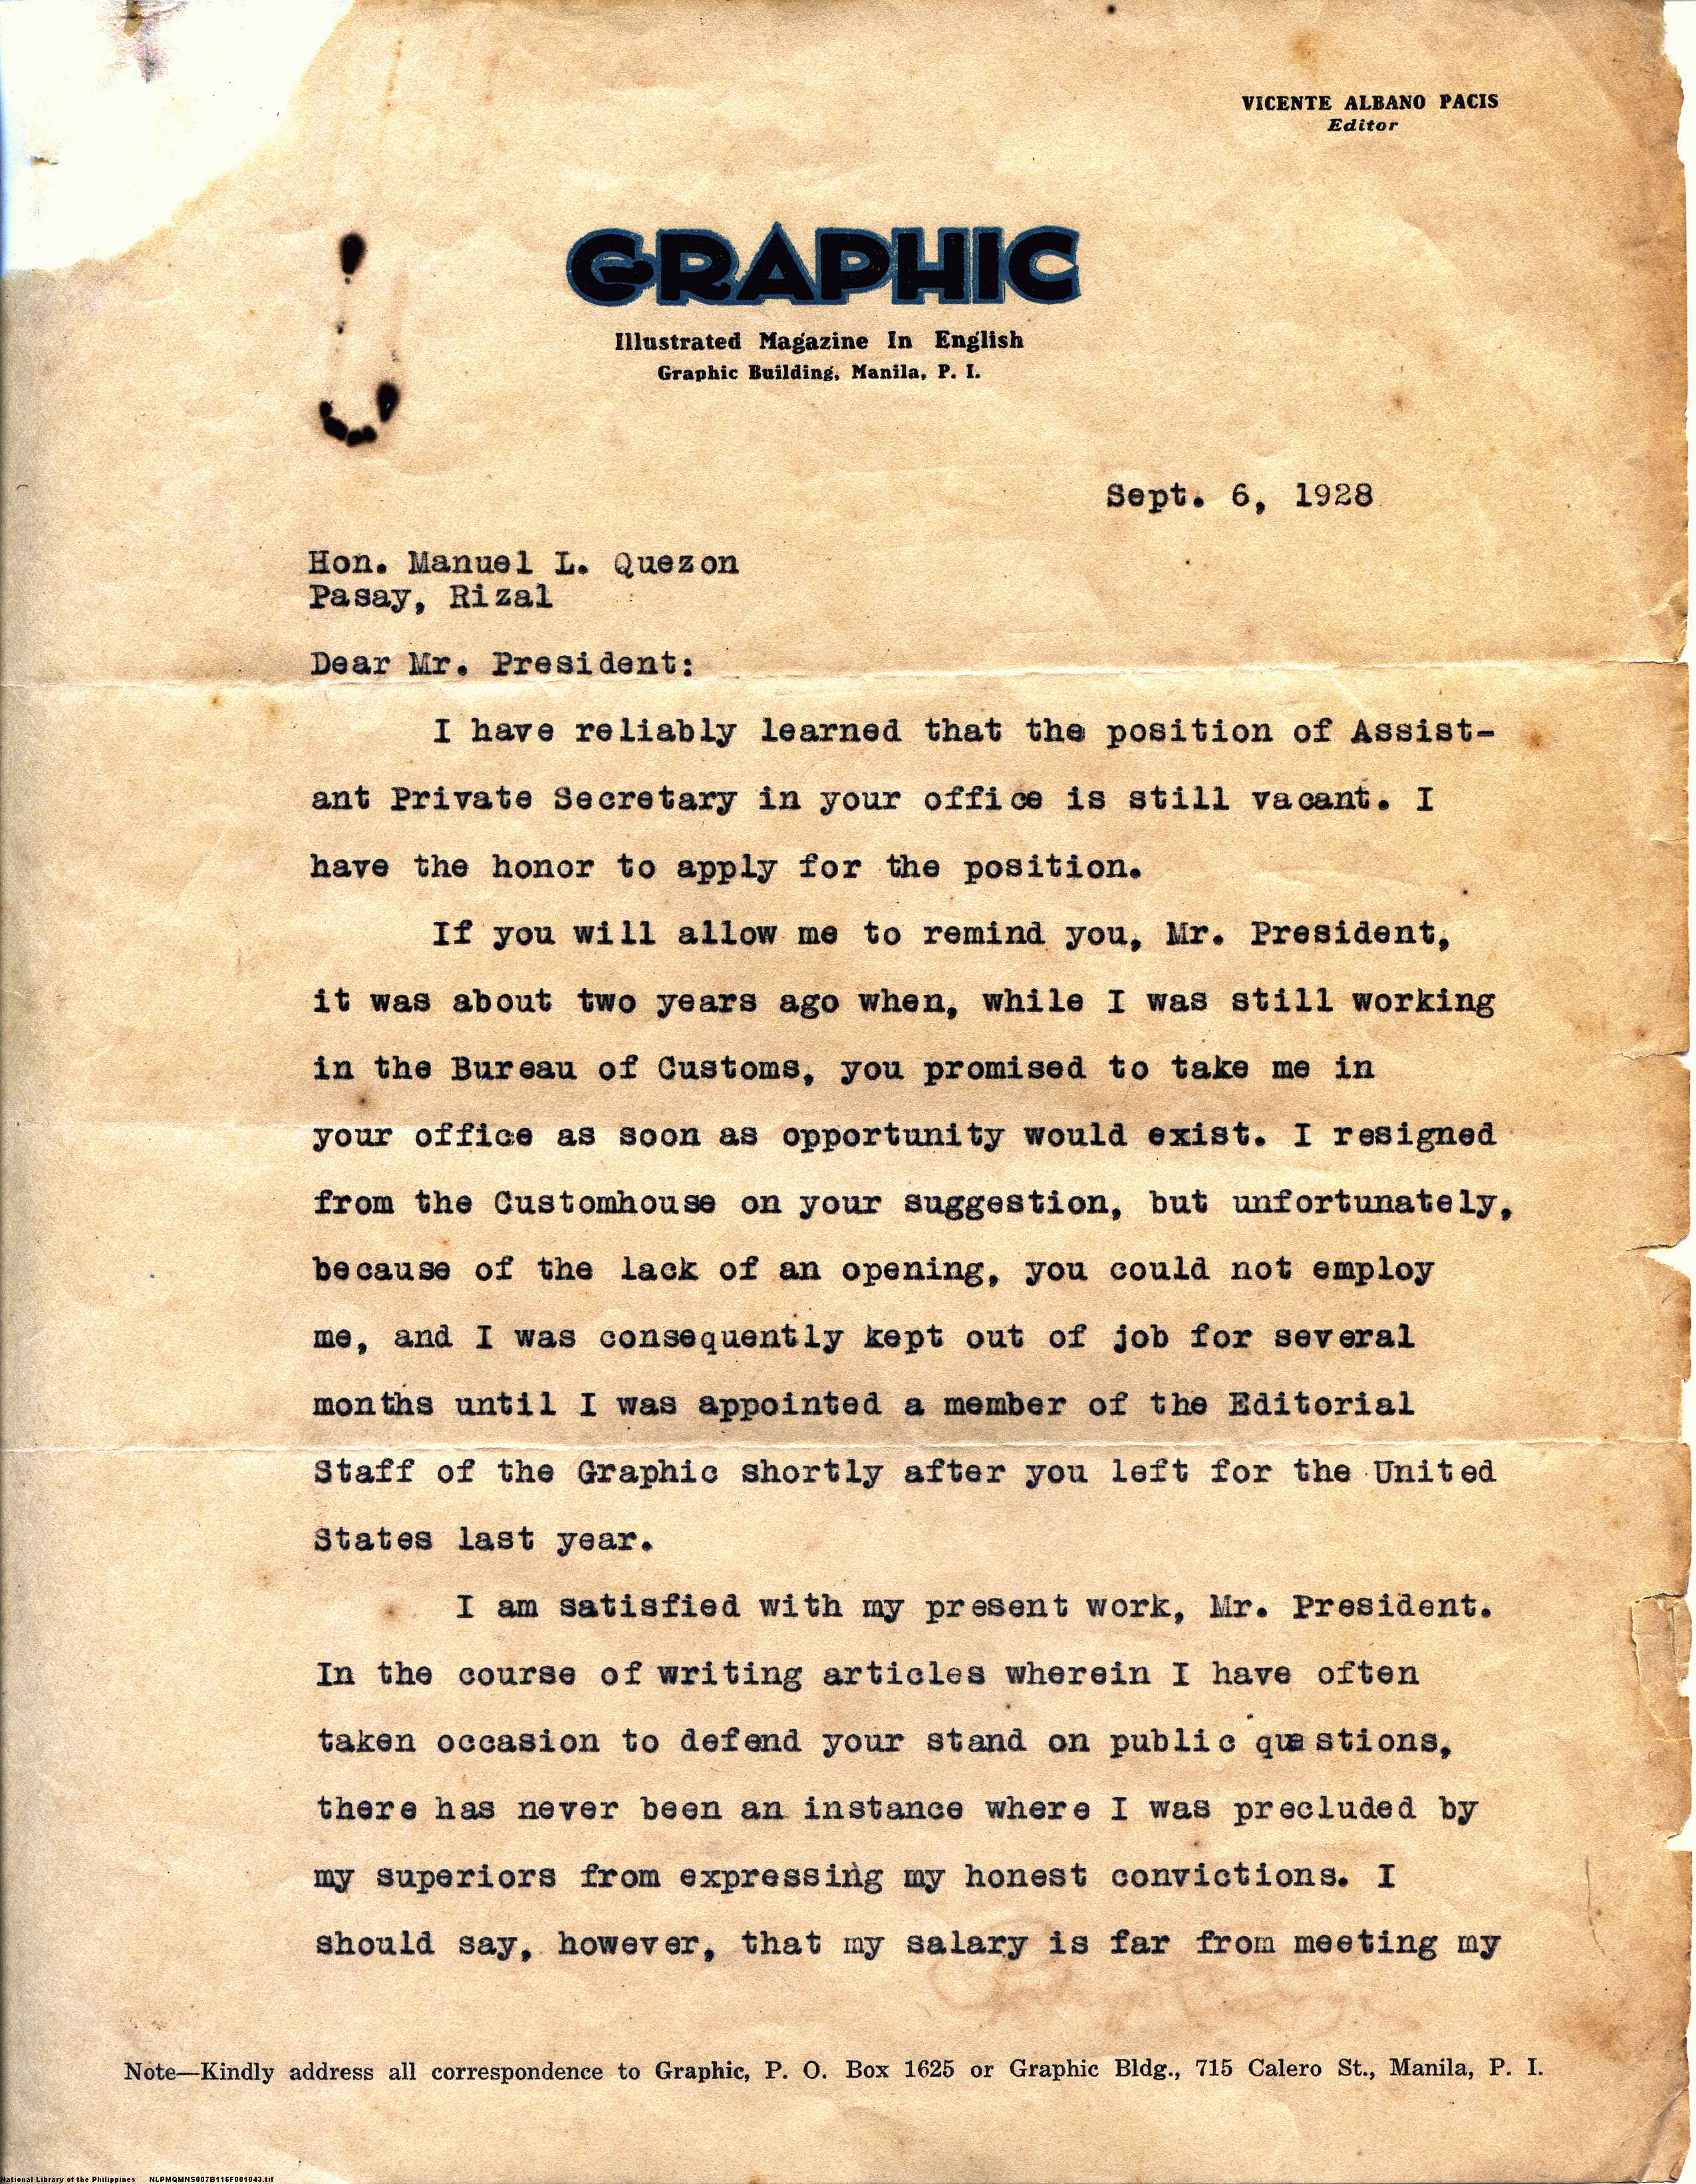 VICENTE ALBANO PACIS
Editor
GRAPHIC
Illustrated Magazine In English
Graphic Building, Manila, P. I.
Sept. 6, 1928
Hon. Manuel L. Quezon
Pasay, Rizal
Dear Mr. President:
I have reliably learned that the position of Assist-
ant Private Secretary in your office is still vacant. I
have the honor to apply for the position.
If you will allow me to remind you, Mr. President,
it was about two years ago when, while I was still working
in the Bureau of Customs, you promised to take me in
your office as soon as opportunity would exist. I resigned
from the Customhouse on your suggestion, but unfortunately,
because of the lack of an opening, you could not employ
me, and I was consequently kept out of job for several
months until I was appointed a member of the Editorial
Staff of the Graphic shortly after you left for the United
States last year.
I am satisfied with my present work, Mr. President.
In the course of writing articles wherein I have often
taken occasion to defend your stand on public questions,
there has never been an instance where I was precluded by
my superiors from expressing my honest convictions. I
should say, however, that my salary is far from meeting my
Note—Kindly address all correspondence to Graphic, P. O. Box 1625 or Graphic Bldg., 715 Calero St., Manila, P. I.
National Library of the Philippines NLPMQMNS007B115F001043.tif